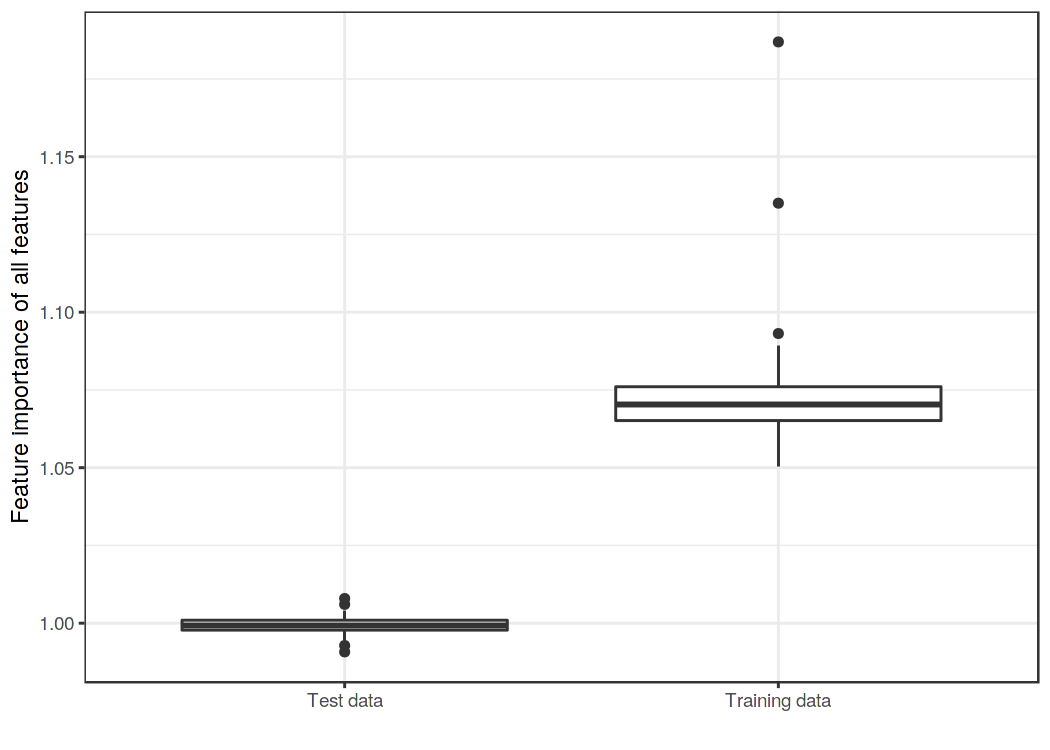 Feature importance of all features
1.15
1.10
1.05
1.00
Test data
Training data